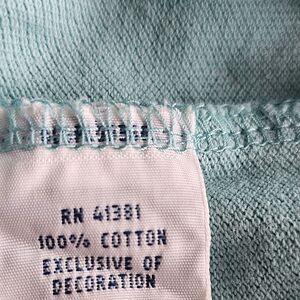 RN 41381
100% COTTON
EXCLUSIVE OF
DECORATION